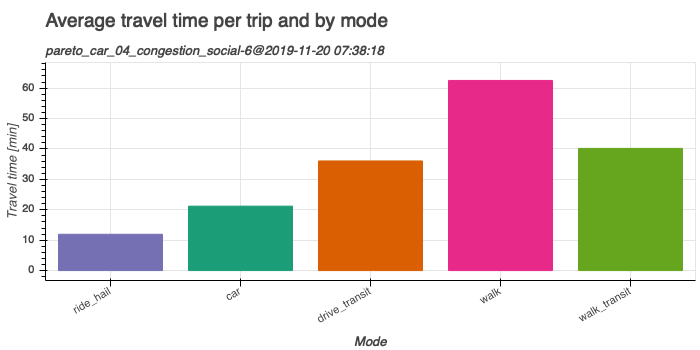 Average travel time per trip and by mode
pareto_car_04_congestion_social-6@2019-11-20 07:38:18
Travel time [min]
60
50
40
30
20
10
0
ride_hail
car
drive_transit
walk
walk_transit
Mode